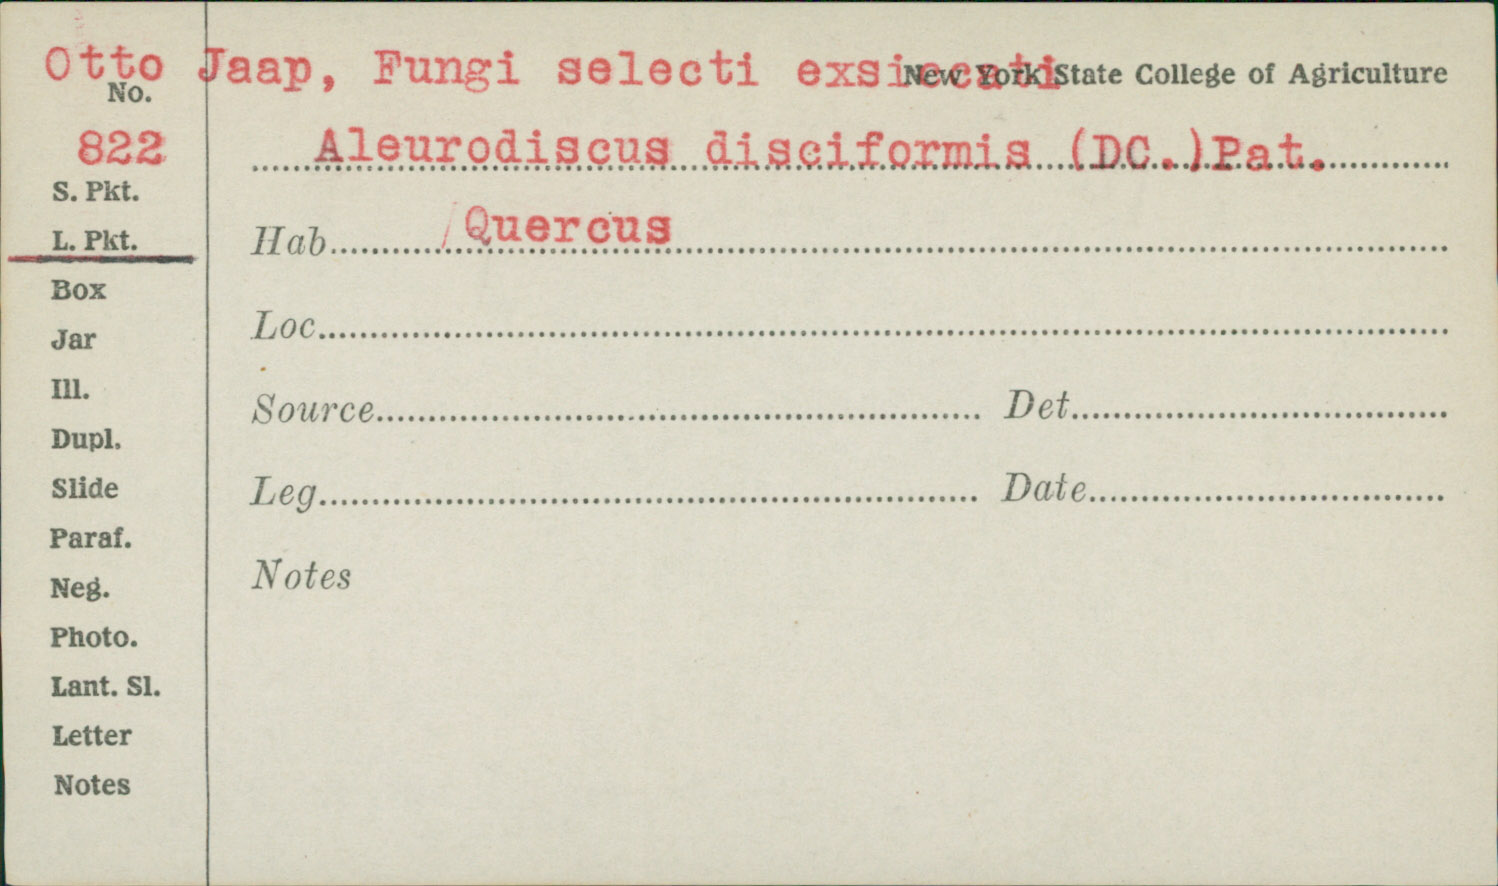 Otto Jaap, Fungi selecti exsiccati New York State College of Agriculture
No.
822 Aleurodiscus disciformis (DC.)Pat.
S. Pkt.
L. Pkt. Hab. Quercus
Box
Loc.
Jar
Ill.
Source Det.
Dupl.
Slide Leg. Date
Paraf.
Neg. Notes
Photo.
Lant. Sl.
Letter
Notes